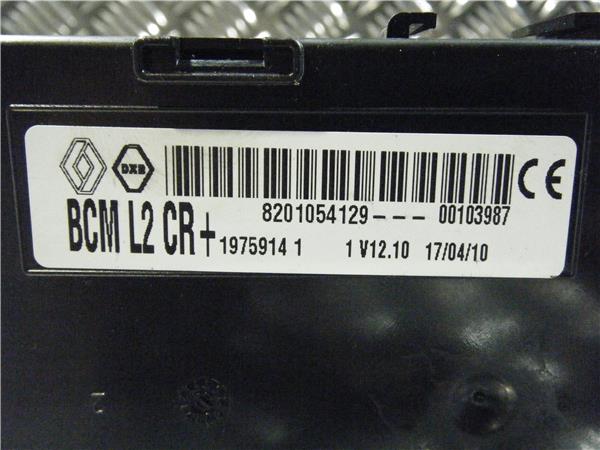 DXB
8201054129--- 00103987
BCM L2 CR+ 1975914 1 1 V12.10 17/04/10
CE